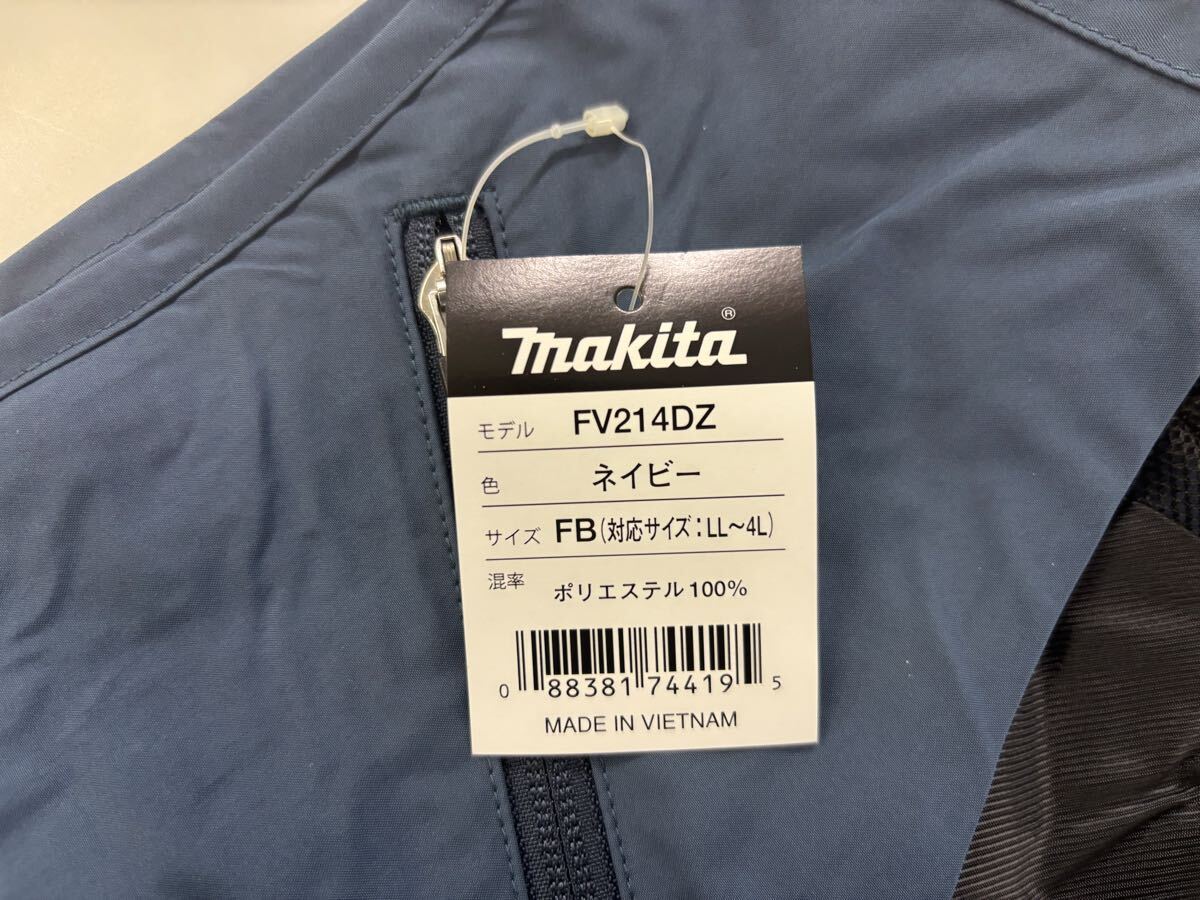 makita®
モデル FV214DZ
色 ネイビー
サイズ FB(対応サイズ:LL〜4L)
混率 ポリエステル100%
0 88381 74419 5
MADE IN VIETNAM